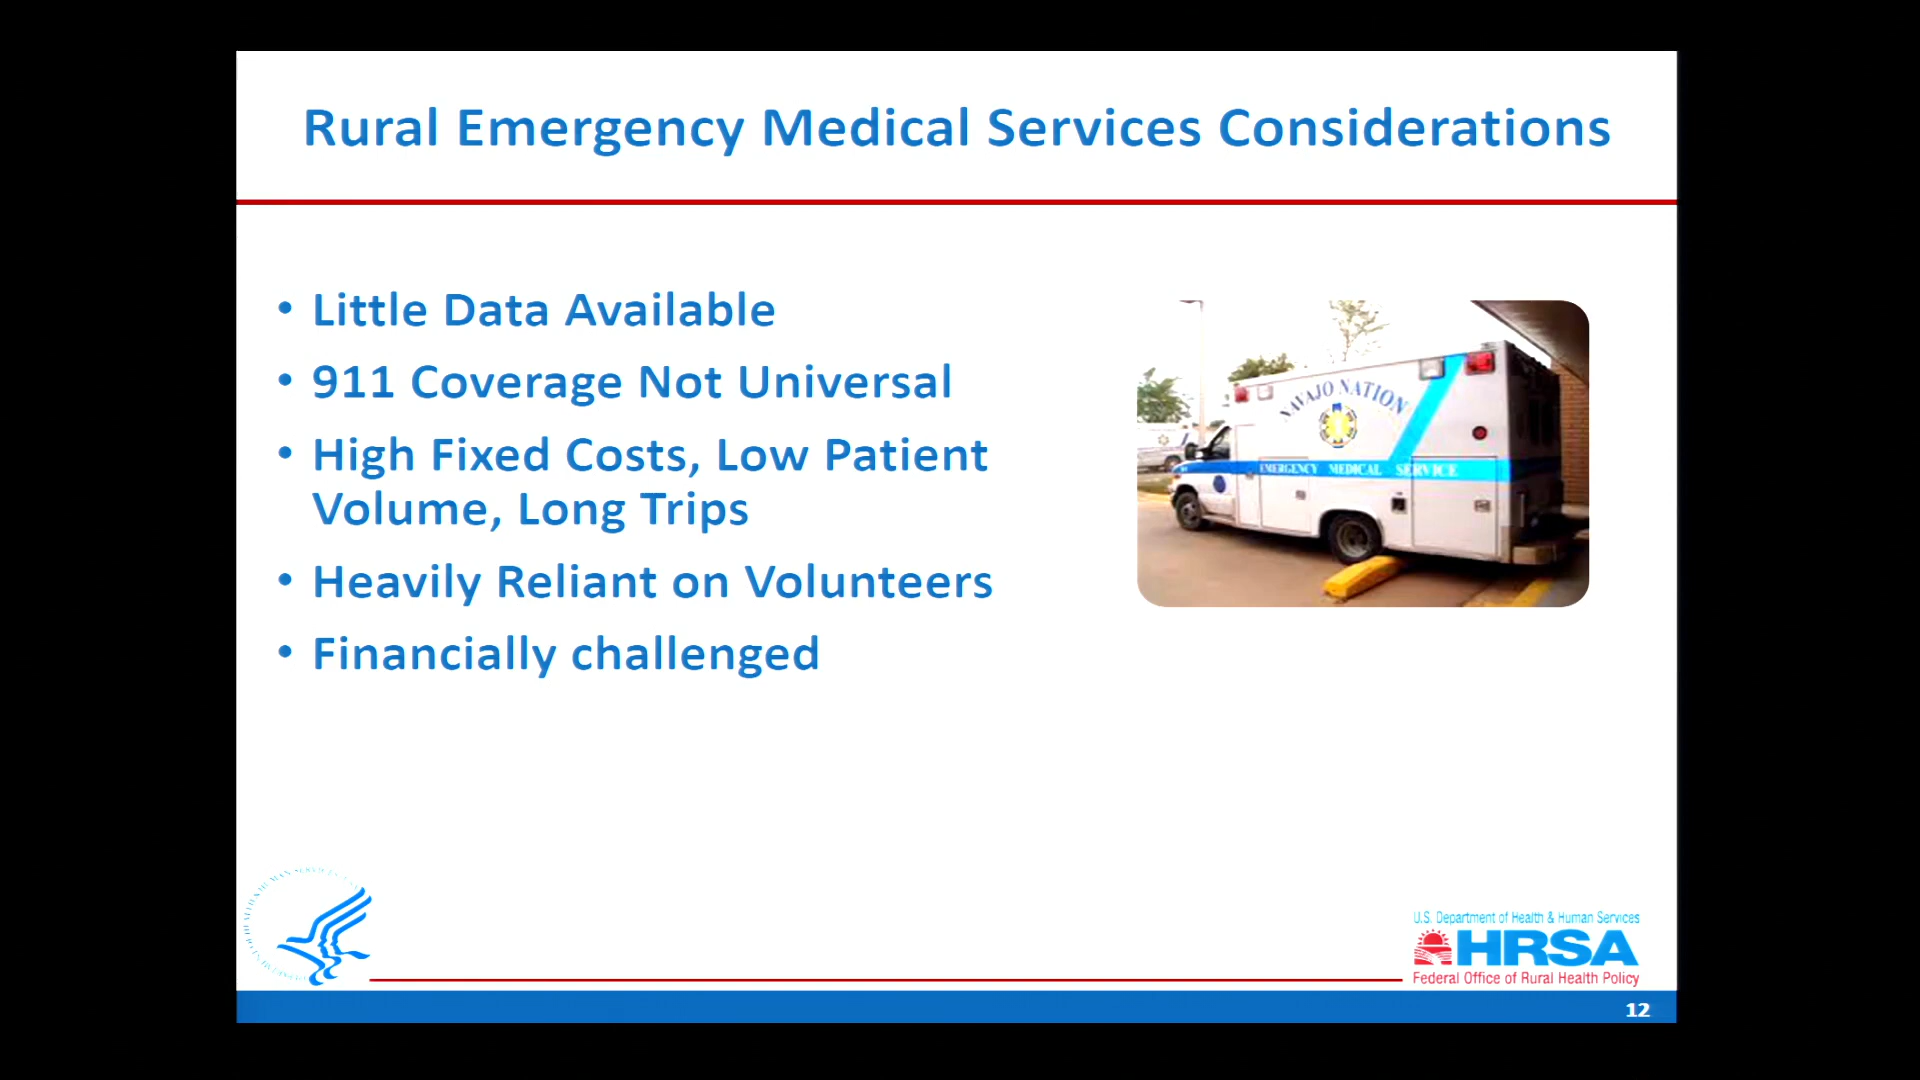 Rural Emergency Medical Services Considerations
• Little Data Available
• 911 Coverage Not Universal
• High Fixed Costs, Low Patient
Volume, Long Trips
• Heavily Reliant on Volunteers
• Financially challenged
NAVAJO NATION
EMERGENCY MEDICAL SERVICE
U.S. Department of Health & Human Services
HRSA
Federal Office of Rural Health Policy
12